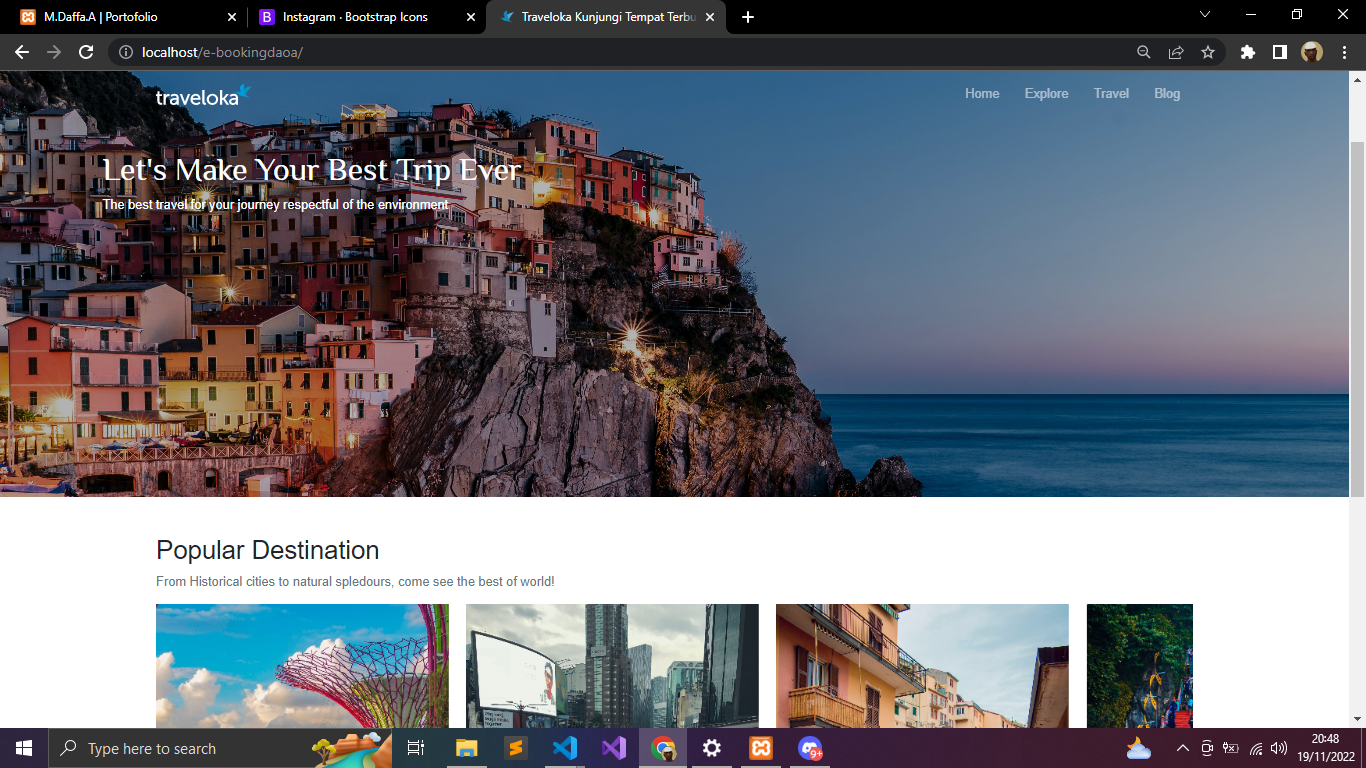 M.Daffa.A | Portofolio
Instagram · Bootstrap Icons
Traveloka Kunjungi Tempat Terbu
localhost/e-bookingdaoa/
traveloka
Home Explore Travel Blog
Let's Make Your Best Trip Ever
The best travel for your journey respectful of the environment
Popular Destination
From Historical cities to natural spledours, come see the best of world!
Type here to search
9+
20:48
19/11/2022